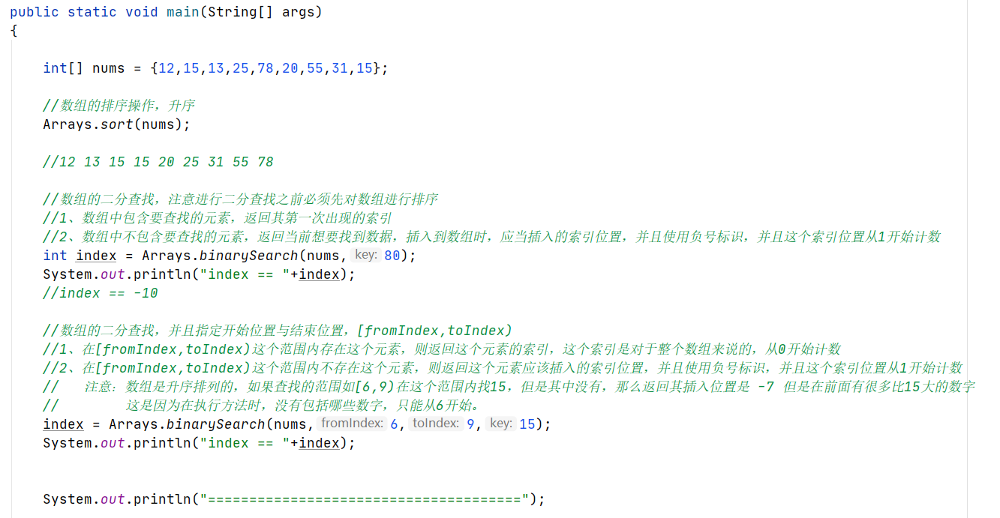 public static void main(String[] args)
{
int[] nums = {12,15,13,25,78,20,55,31,15};
//数组的排序操作，升序
Arrays.sort(nums);
//12 13 15 15 20 25 31 55 78
//数组的二分查找，注意进行二分查找之前必须先对数组进行排序
//1、数组中包含要查找的元素，返回其第一次出现的索引
//2、数组中不包含要查找的元素，返回当前想要找到数据，插入到数组时，应当插入的索引位置，并且使用负号标识，并且这个索引位置从1开始计数
int index = Arrays.binarySearch(nums, key: 80);
System.out.println("index == "+index);
//index == -10
//数组的二分查找，并且指定开始位置与结束位置，[fromIndex,toIndex)
//1、在[fromIndex,toIndex)这个范围内存在这个元素，则返回这个元素的索引，这个索引是对于整个数组来说的，从0开始计数
//2、在[fromIndex,toIndex)这个范围内不存在这个元素，则返回这个元素应该插入的索引位置，并且使用负号标识，并且这个索引位置从1开始计数
//   注意：数组是升序排列的，如果查找的范围如[6,9)在这个范围内找15，但是其中没有，那么返回其插入位置是 -7 但是在前面有很多比15大的数字
//        这是因为在执行方法时，没有包括哪些数字，只能从6开始。
index = Arrays.binarySearch(nums, fromIndex: 6, toIndex: 9, key: 15);
System.out.println("index == "+index);
System.out.println("======================================");